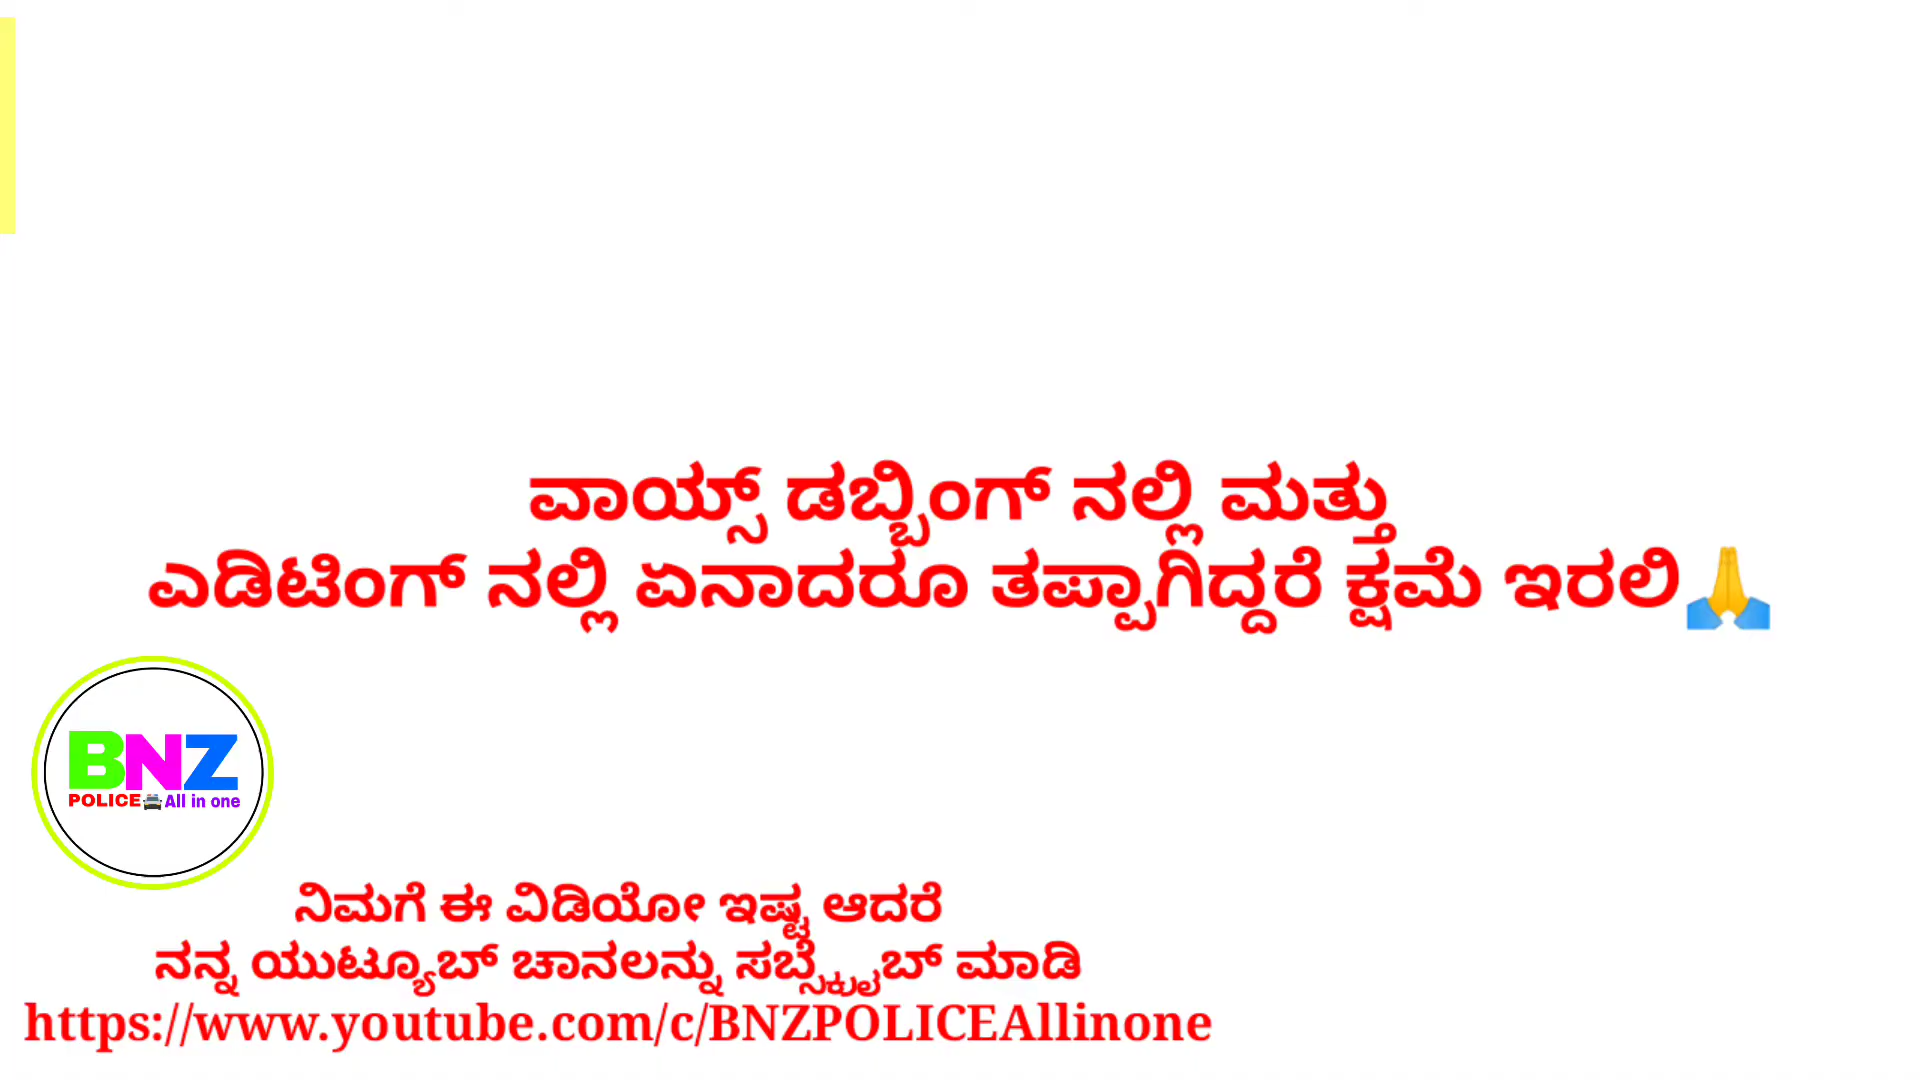 ವಾಯ್ಸ್ ಡಬ್ಬಿಂಗ್ ನಲ್ಲಿ ಮತ್ತು
ಎಡಿಟಿಂಗ್ ನಲ್ಲಿ ಏನಾದರೂ ತಪ್ಪಾಗಿದ್ದರೆ ಕ್ಷಮೆ ಇರಲಿ🙏
BNZ
POLICE🚔All in one
ನಿಮಗೆ ಈ ವಿಡಿಯೋ ಇಷ್ಟ ಆದರೆ
ನನ್ನ ಯುಟ್ಯೂಬ್ ಚಾನಲನ್ನು ಸಬ್ಸ್ಕ್ರೈಬ್ ಮಾಡಿ
https://www.youtube.com/c/BNZPOLICEAllinone